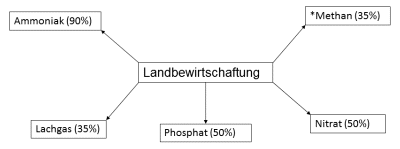 Ammoniak (90%)
*Methan (35%)
Landbewirtschaftung
Lachgas (35%)
Phosphat (50%)
Nitrat (50%)